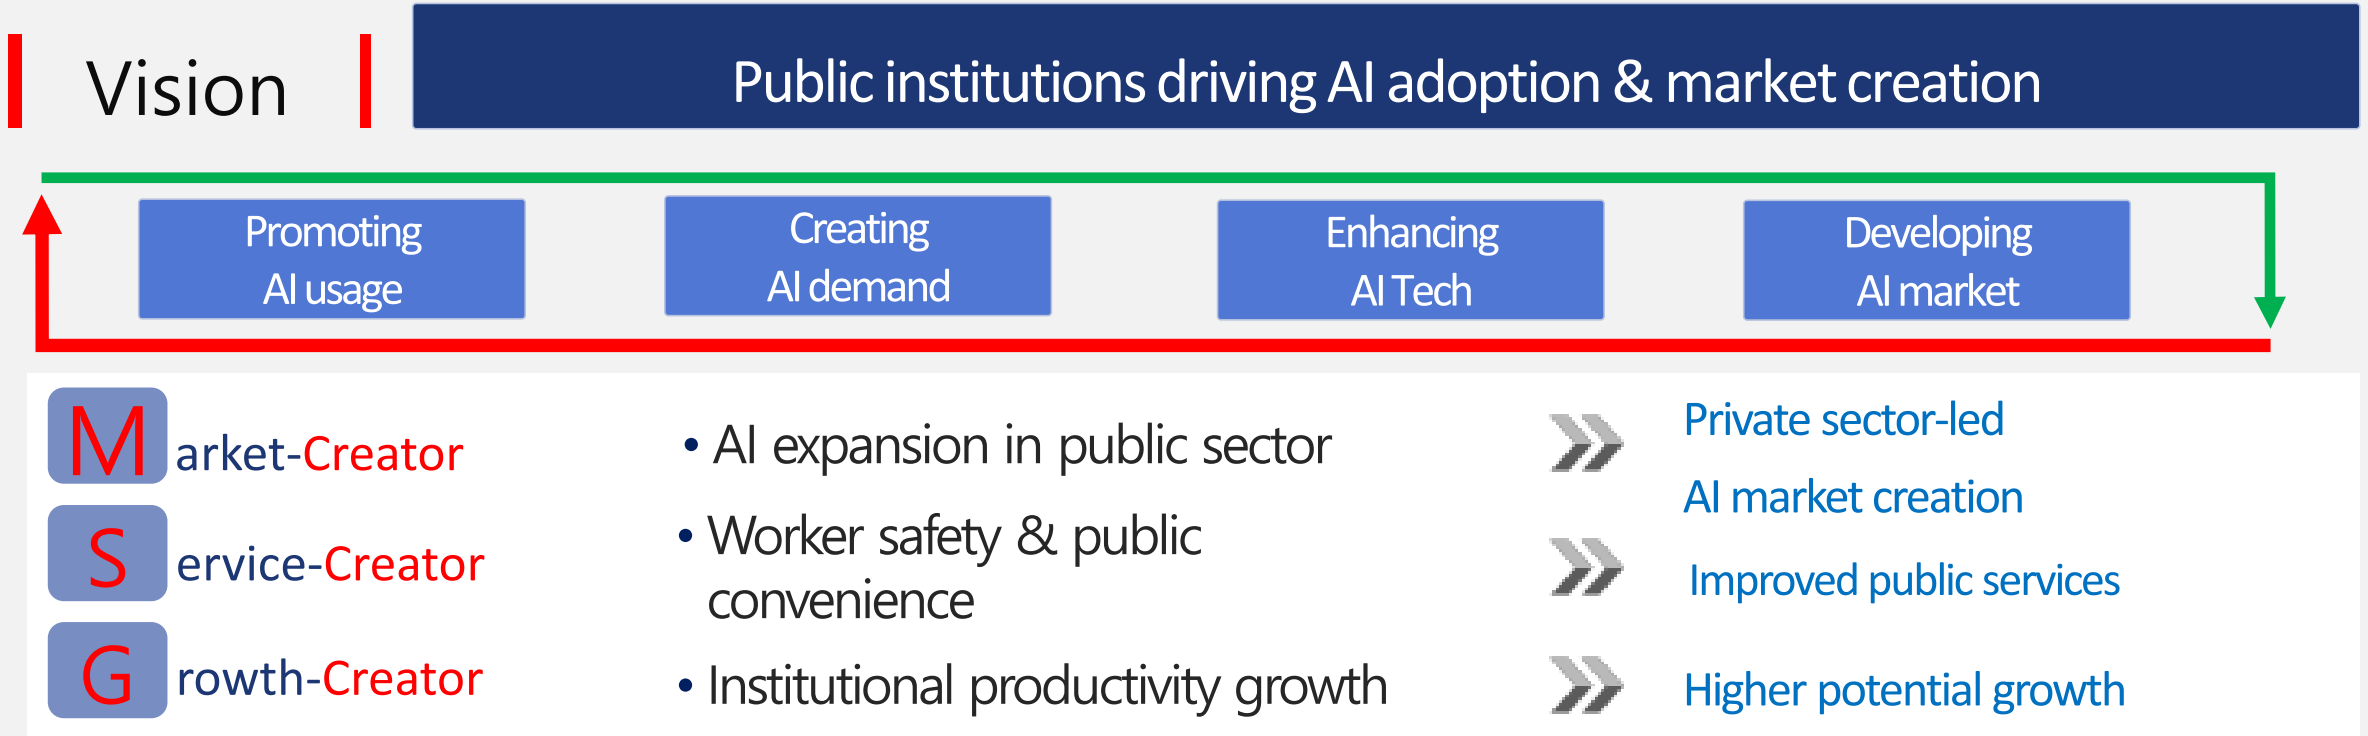 Vision
Public institutions driving AI adoption & market creation
Promoting
AI usage
Creating
AI demand
Enhancing
AI Tech
Developing
AI market
Market-Creator
• AI expansion in public sector
Private sector-led
AI market creation
Service-Creator
• Worker safety & public
convenience
Improved public services
Growth-Creator
• Institutional productivity growth
Higher potential growth